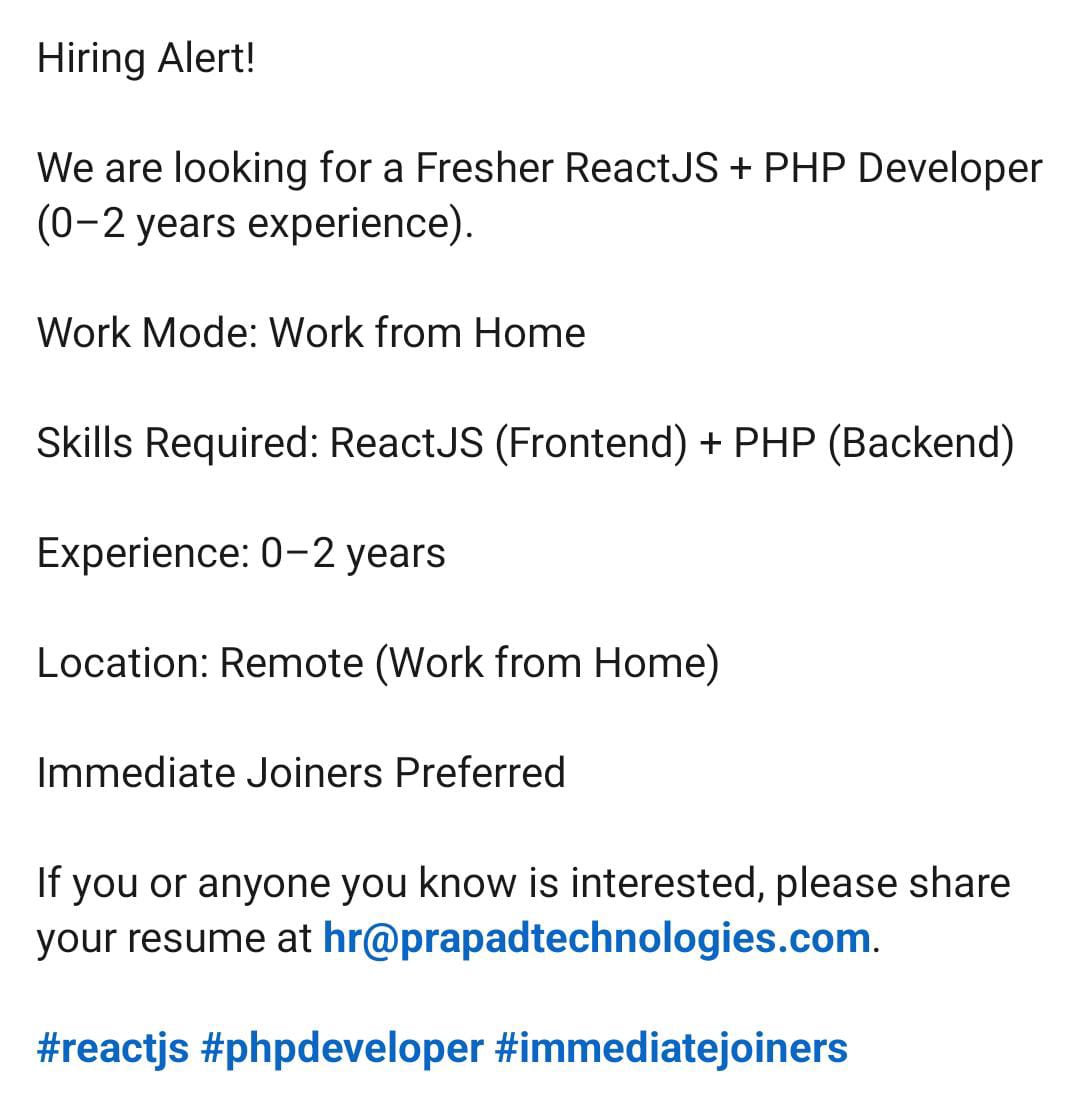 Hiring Alert!
We are looking for a Fresher ReactJS + PHP Developer
(0–2 years experience).
Work Mode: Work from Home
Skills Required: ReactJS (Frontend) + PHP (Backend)
Experience: 0–2 years
Location: Remote (Work from Home)
Immediate Joiners Preferred
If you or anyone you know is interested, please share
your resume at hr@prapadtechnologies.com.
#reactjs #phpdeveloper #immediatejoiners